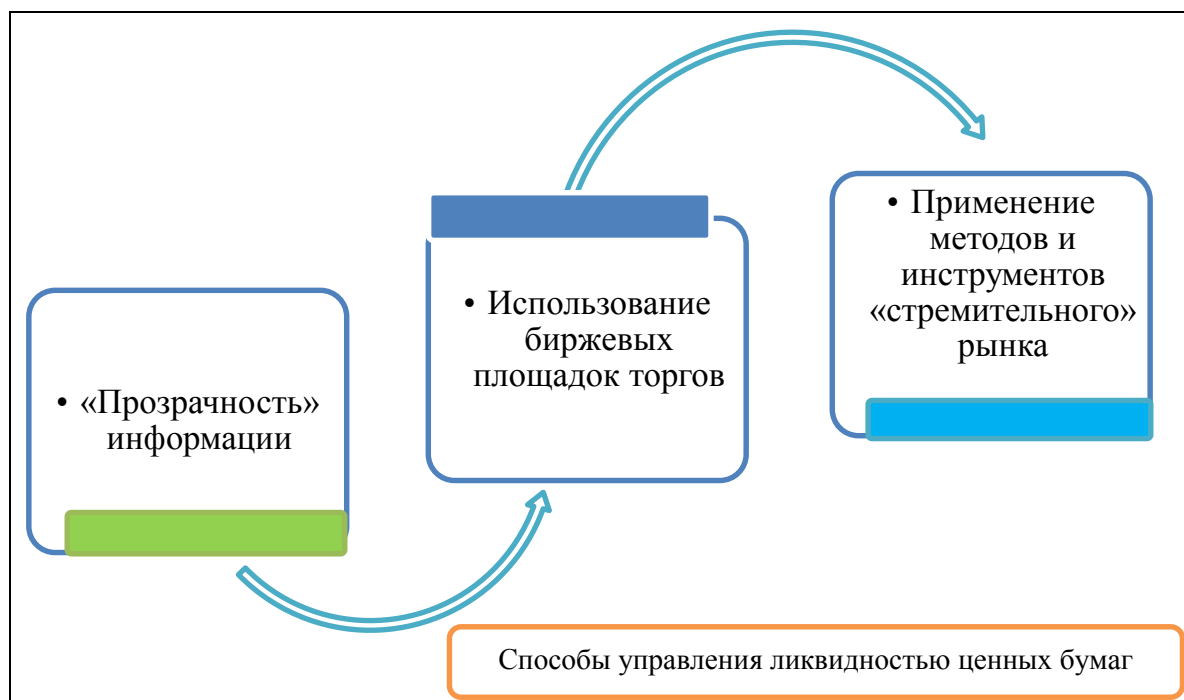 • «Прозрачность»
информации
• Использование
биржевых
площадок торгов
• Применение
методов и
инструментов
«стремительного»
рынка
Способы управления ликвидностью ценных бумаг